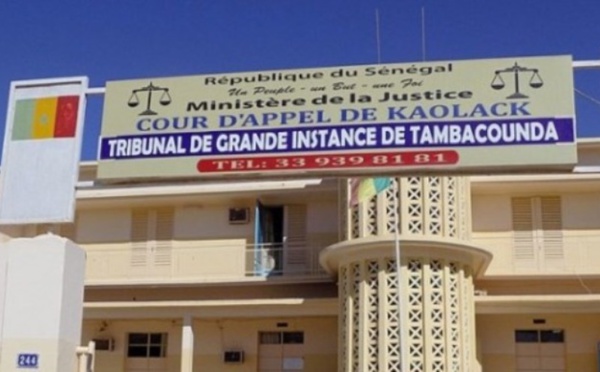 République du Sénégal
Un Peuple - un But - une Foi
Ministère de la Justice
COUR D'APPEL DE KAOLACK
TRIBUNAL DE GRANDE INSTANCE DE TAMBACOUNDA
TEL: 33 939 81 81
244